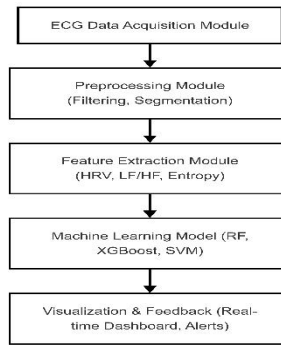 ECG Data Acquisition Module
Preprocessing Module
(Filtering, Segmentation)
Feature Extraction Module
(HRV, LF/HF, Entropy)
Machine Learning Model (RF,
XGBoost, SVM)
Visualization & Feedback (Real-
time Dashboard, Alerts)